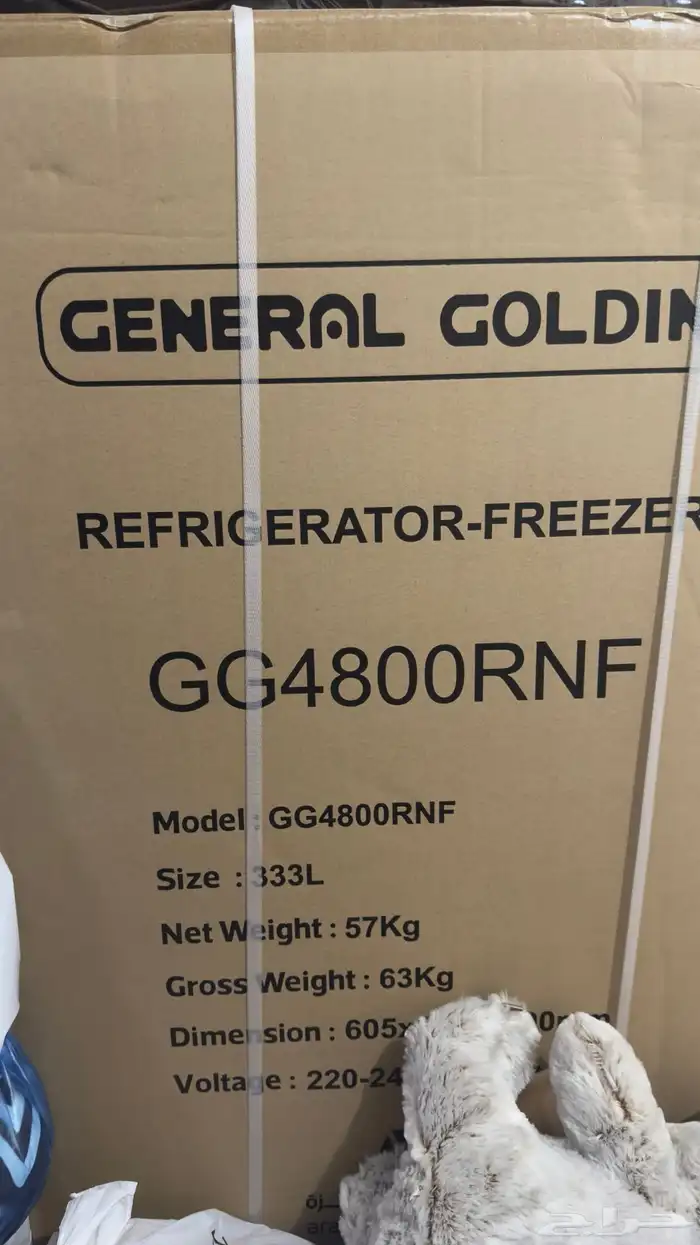 GENERAL GOLDIN
REFRIGERATOR-FREEZER
GG4800RNF
Model : GG4800RNF
Size : 333L
Net Weight : 57Kg
Gross Weight : 63Kg
Dimension : 605x
Voltage : 220-24
حراج